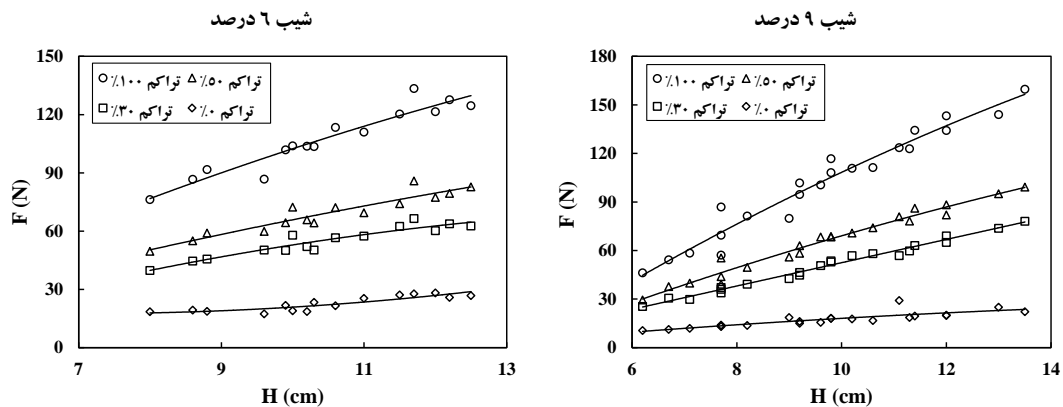 شیب ۶ درصد
F (N)
150
120
90
60
30
0
تراکم ۱۰۰٪
تراکم ۵۰٪
تراکم ۳۰٪
تراکم ۰٪
7 9 11 13
H (cm)
شیب ۹ درصد
F (N)
180
150
120
90
60
30
0
تراکم ۱۰۰٪
تراکم ۵۰٪
تراکم ۳۰٪
تراکم ۰٪
6 8 10 12 14
H (cm)